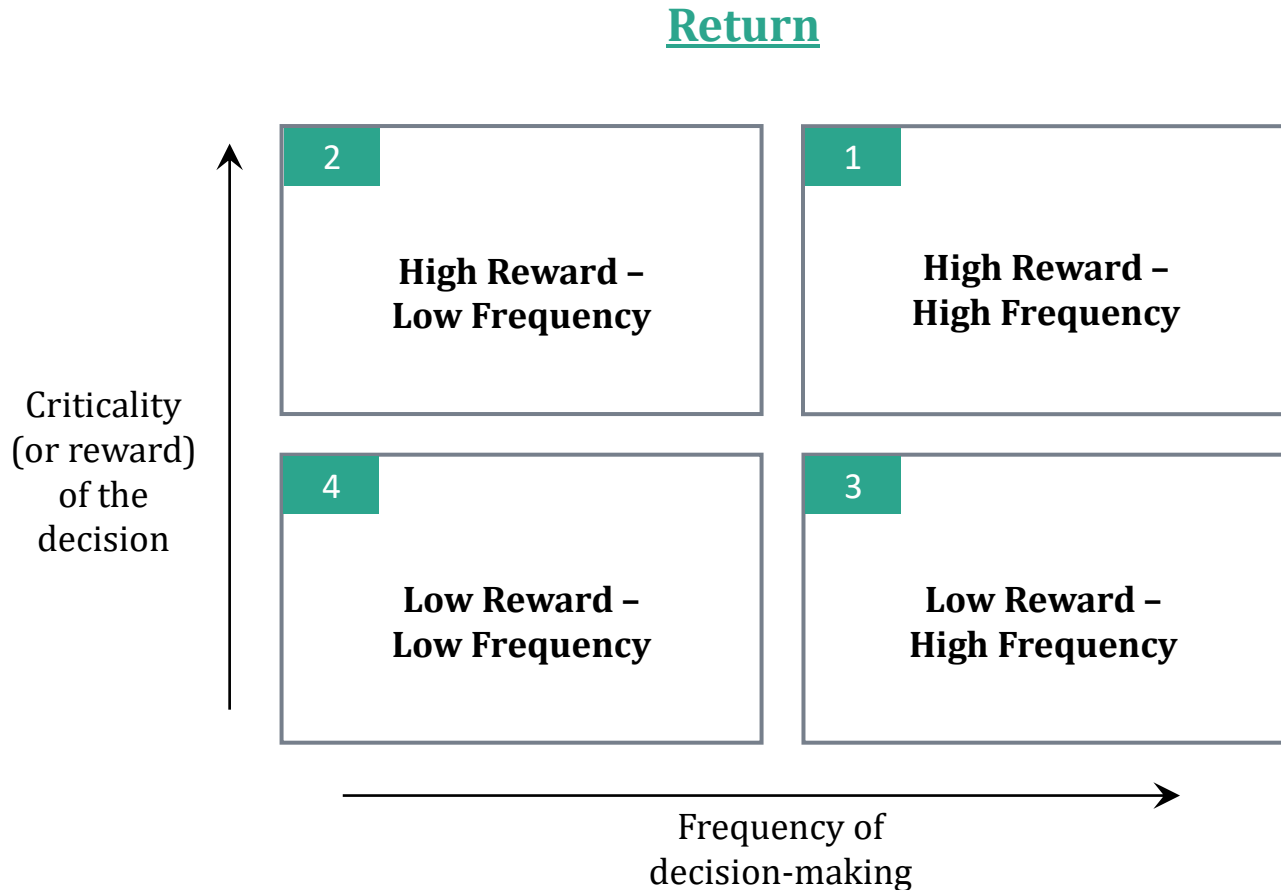 Return
2
High Reward –
Low Frequency
1
High Reward –
High Frequency
Criticality
(or reward)
of the
decision
4
Low Reward –
Low Frequency
3
Low Reward –
High Frequency
Frequency of
decision-making